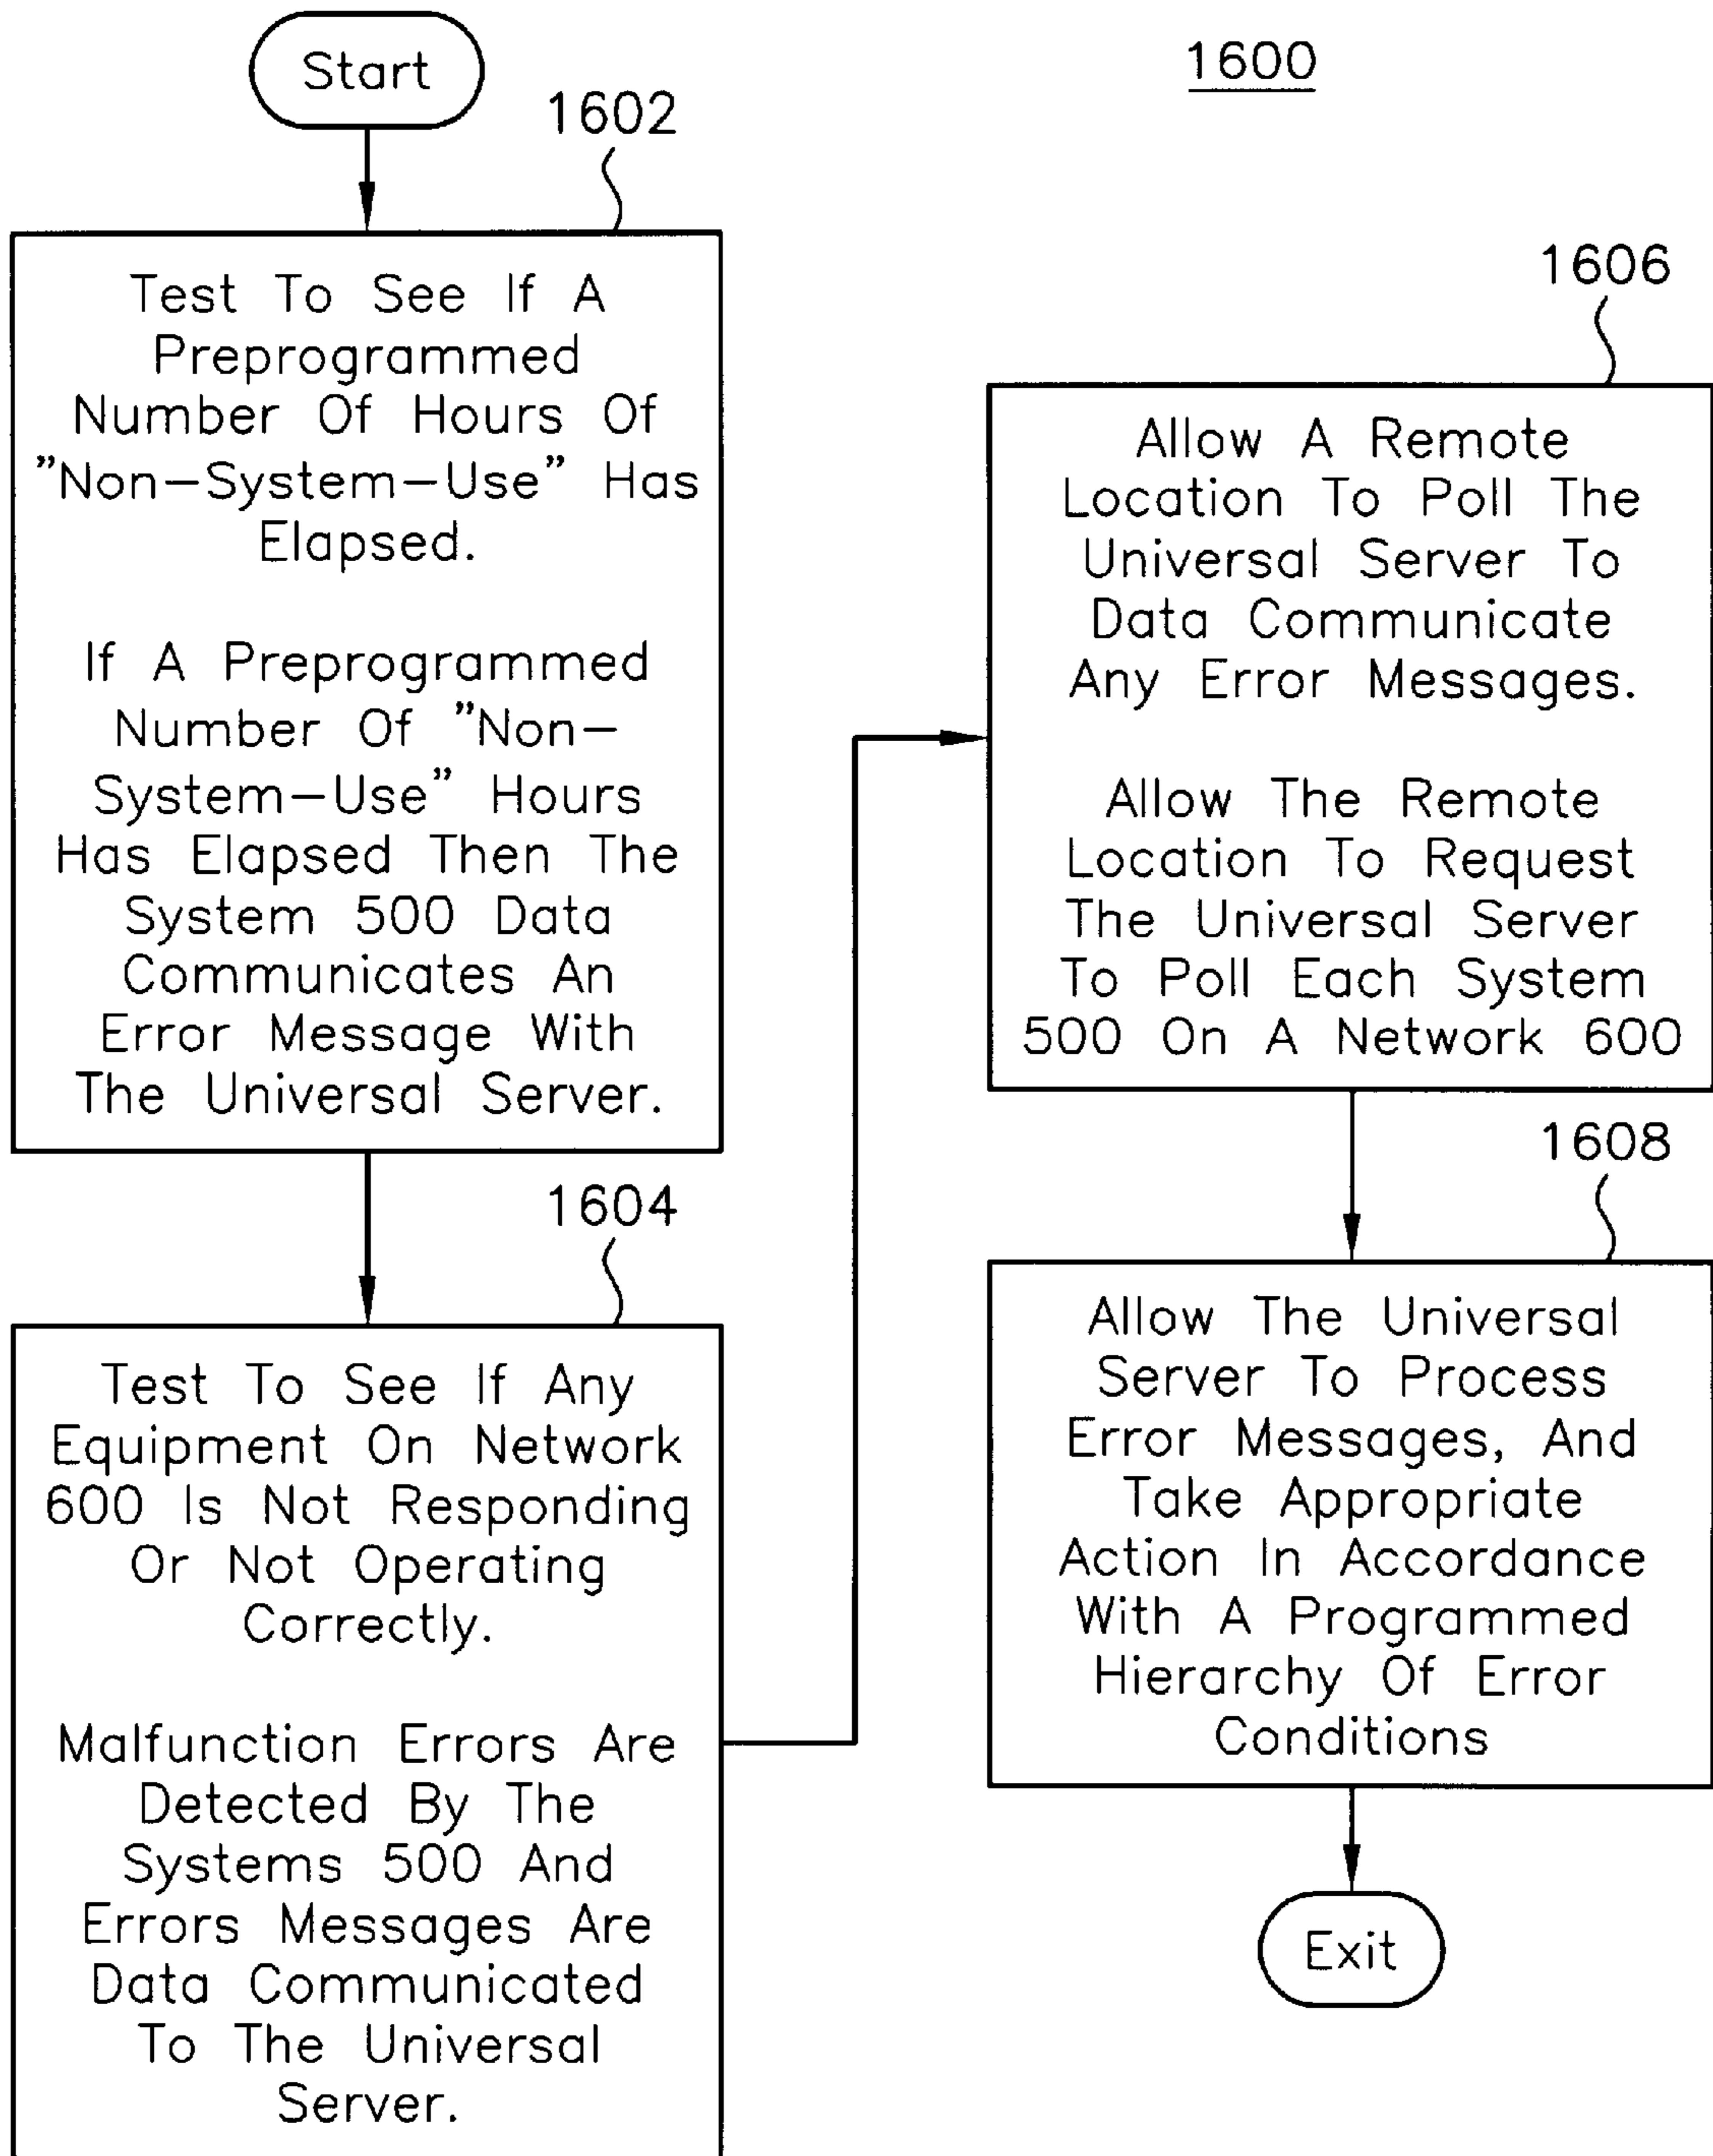 Start
1600
1602
Test To See If A
Preprogrammed
Number Of Hours Of
"Non-System-Use" Has
Elapsed.
If A Preprogrammed
Number Of "Non-
System-Use" Hours
Has Elapsed Then The
System 500 Data
Communicates An
Error Message With
The Universal Server.
1604
Test To See If Any
Equipment On Network
600 Is Not Responding
Or Not Operating
Correctly.
Malfunction Errors Are
Detected By The
Systems 500 And
Errors Messages Are
Data Communicated
To The Universal
Server.
1606
Allow A Remote
Location To Poll The
Universal Server To
Data Communicate
Any Error Messages.
Allow The Remote
Location To Request
The Universal Server
To Poll Each System
500 On A Network 600
1608
Allow The Universal
Server To Process
Error Messages, And
Take Appropriate
Action In Accordance
With A Programmed
Hierarchy Of Error
Conditions
Exit